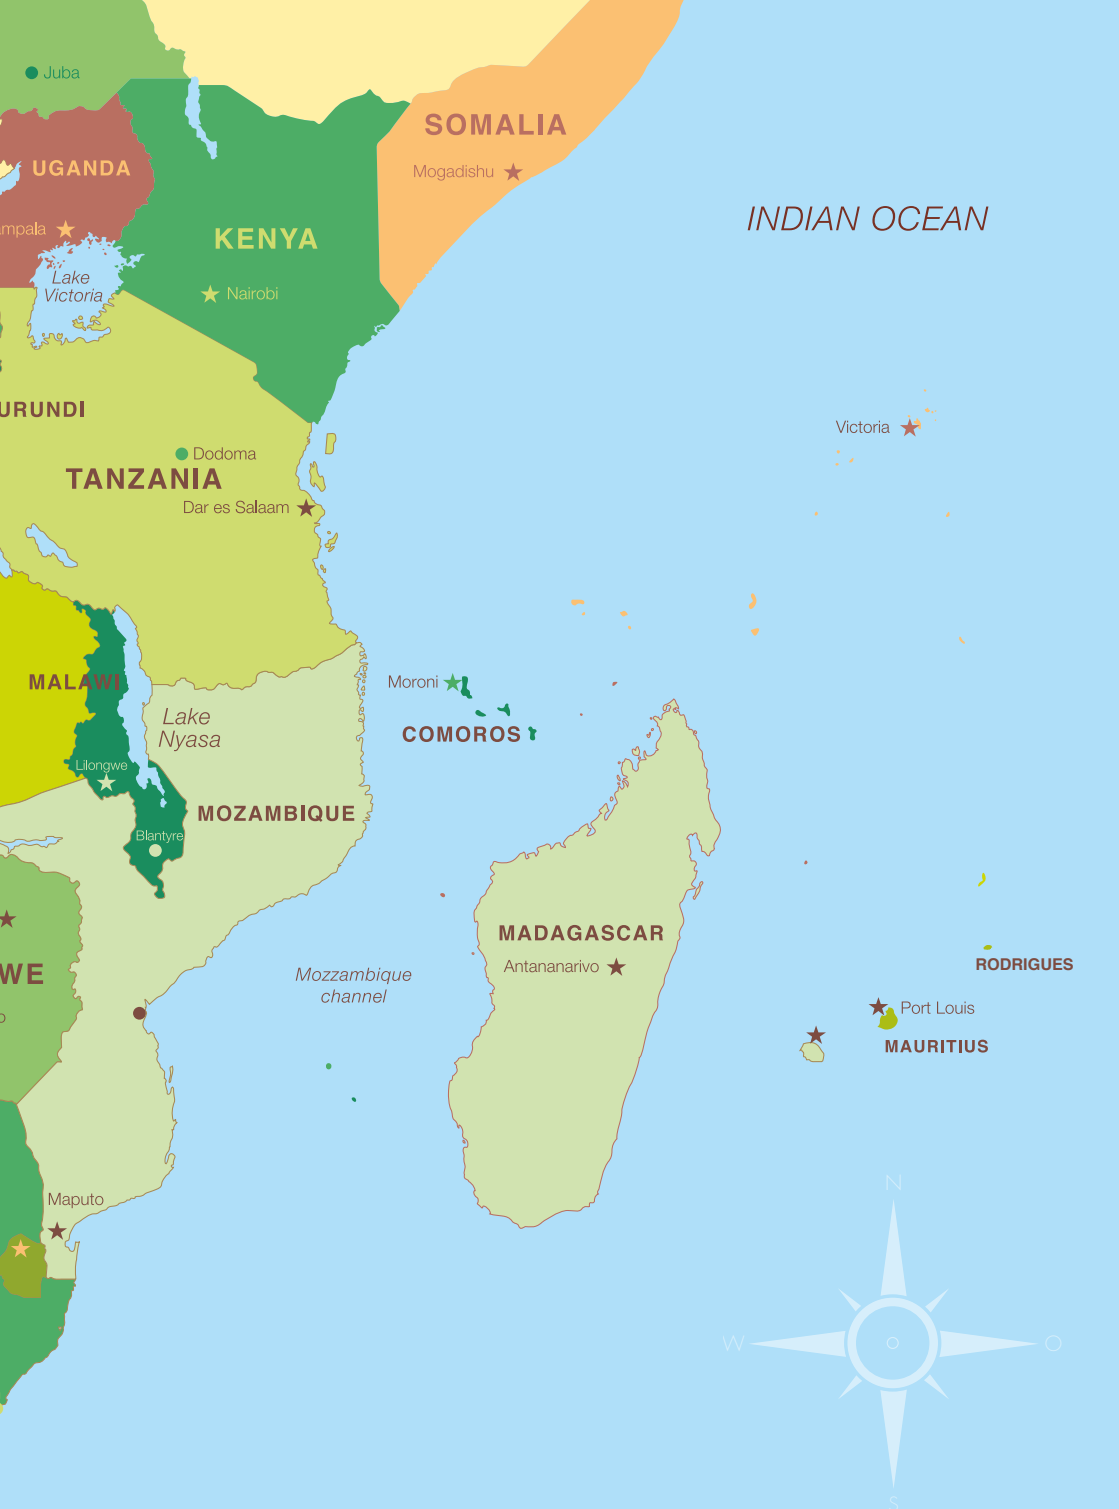 Juba
SOMALIA
UGANDA
Mogadishu
INDIAN OCEAN
mpala
KENYA
Lake
Victoria
Nairobi
URUNDI
Victoria
Dodoma
TANZANIA
Dar es Salaam
MALAWI
Moroni
Lake
Nyasa
COMOROS
Lilongwe
MOZAMBIQUE
Blantyre
MADAGASCAR
Antananarivo
WE
Mozzambique
channel
RODRIGUES
Port Louis
MAURITIUS
Maputo
N
W
O
S